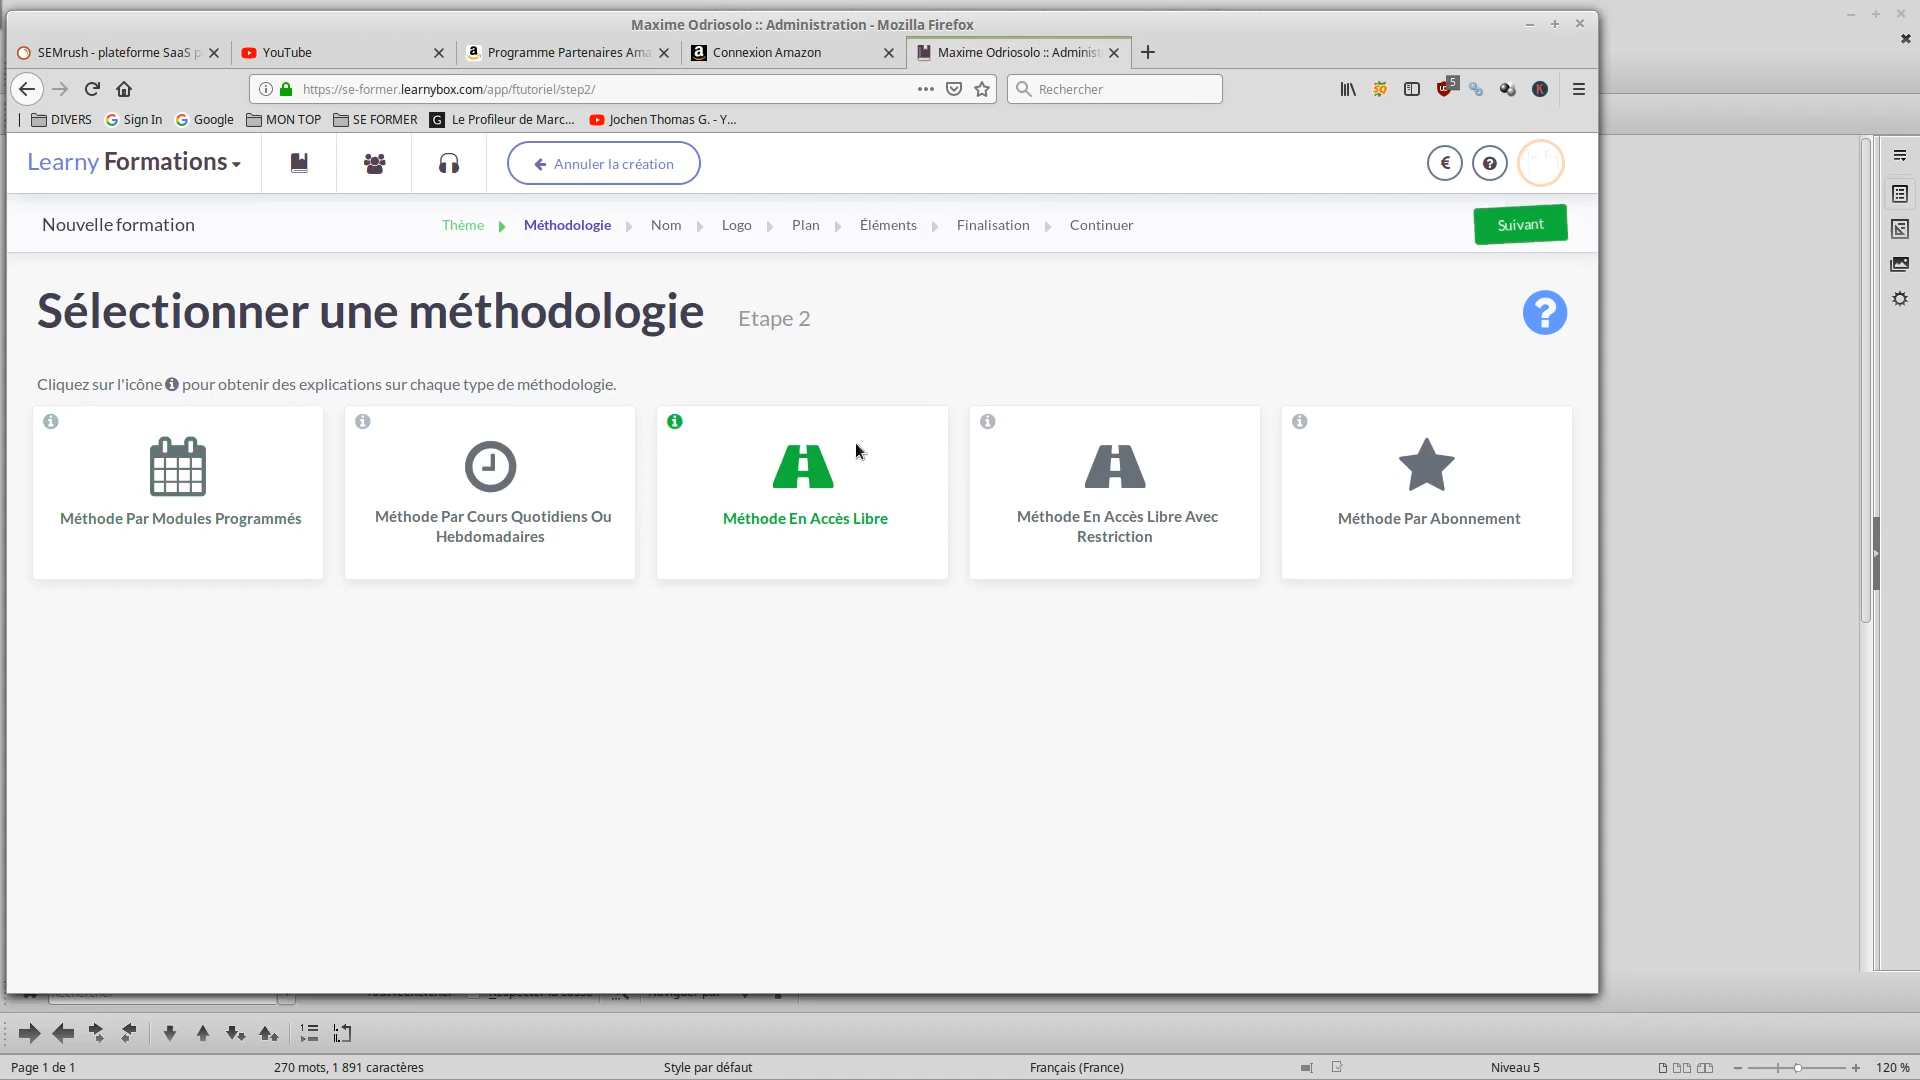 Maxime Odriosolo :: Administration - Mozilla Firefox
SEMrush - plateforme SaaS p
YouTube
Programme Partenaires Ama
Connexion Amazon
Maxime Odriosolo :: Administ
https://se-former.learnybox.com/app/ftutoriel/step2/
Rechercher
5
DIVERS
Sign In
Google
MON TOP
SE FORMER
Le Profileur de Marc...
Jochen Thomas G. - Y...
Learny Formations
Annuler la création
Nouvelle formation
Thème
Méthodologie
Nom
Logo
Plan
Éléments
Finalisation
Continuer
Suivant
Sélectionner une méthodologie Etape 2
Cliquez sur l'icône pour obtenir des explications sur chaque type de méthodologie.
Méthode Par Modules Programmés
Méthode Par Cours Quotidiens Ou
Hebdomadaires
Méthode En Accès Libre
Méthode En Accès Libre Avec
Restriction
Méthode Par Abonnement
Page 1 de 1
270 mots, 1 891 caractères
Style par défaut
Français (France)
Niveau 5
120 %